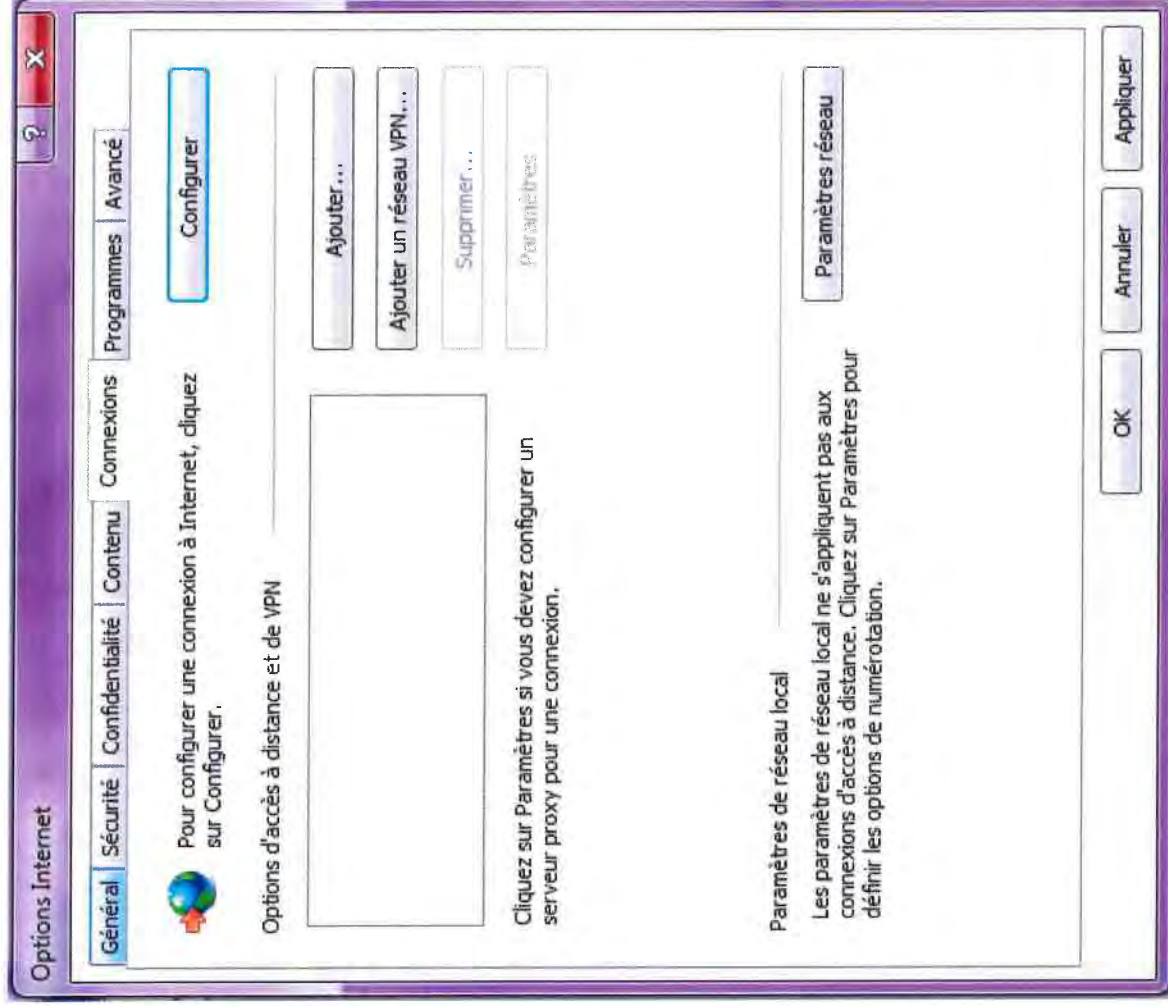 Options Internet
?
x
Général Sécurité Confidentialité Contenu Connexions Programmes Avancé
Pour configurer une connexion à Internet, cliquez
sur Configurer.
Configurer
Options d'accès à distance et de VPN
Ajouter...
Ajouter un réseau VPN...
Supprimer...
Paramètres
Cliquez sur Paramètres si vous devez configurer un
serveur proxy pour une connexion.
Paramètres de réseau local
Les paramètres de réseau local ne s'appliquent pas aux
connexions d'accès à distance. Cliquez sur Paramètres pour
définir les options de numérotation.
Paramètres réseau
OK
Annuler
Appliquer